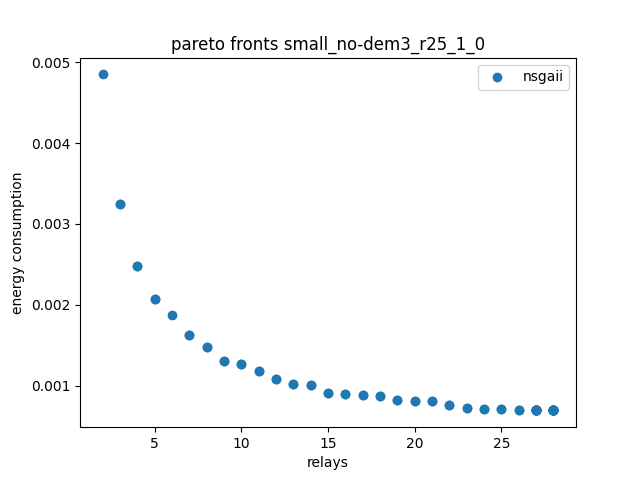 pareto fronts small_no-dem3_r25_1_0
nsgaii
0.005
0.004
0.003
0.002
0.001
energy consumption
5
10
15
20
25
relays